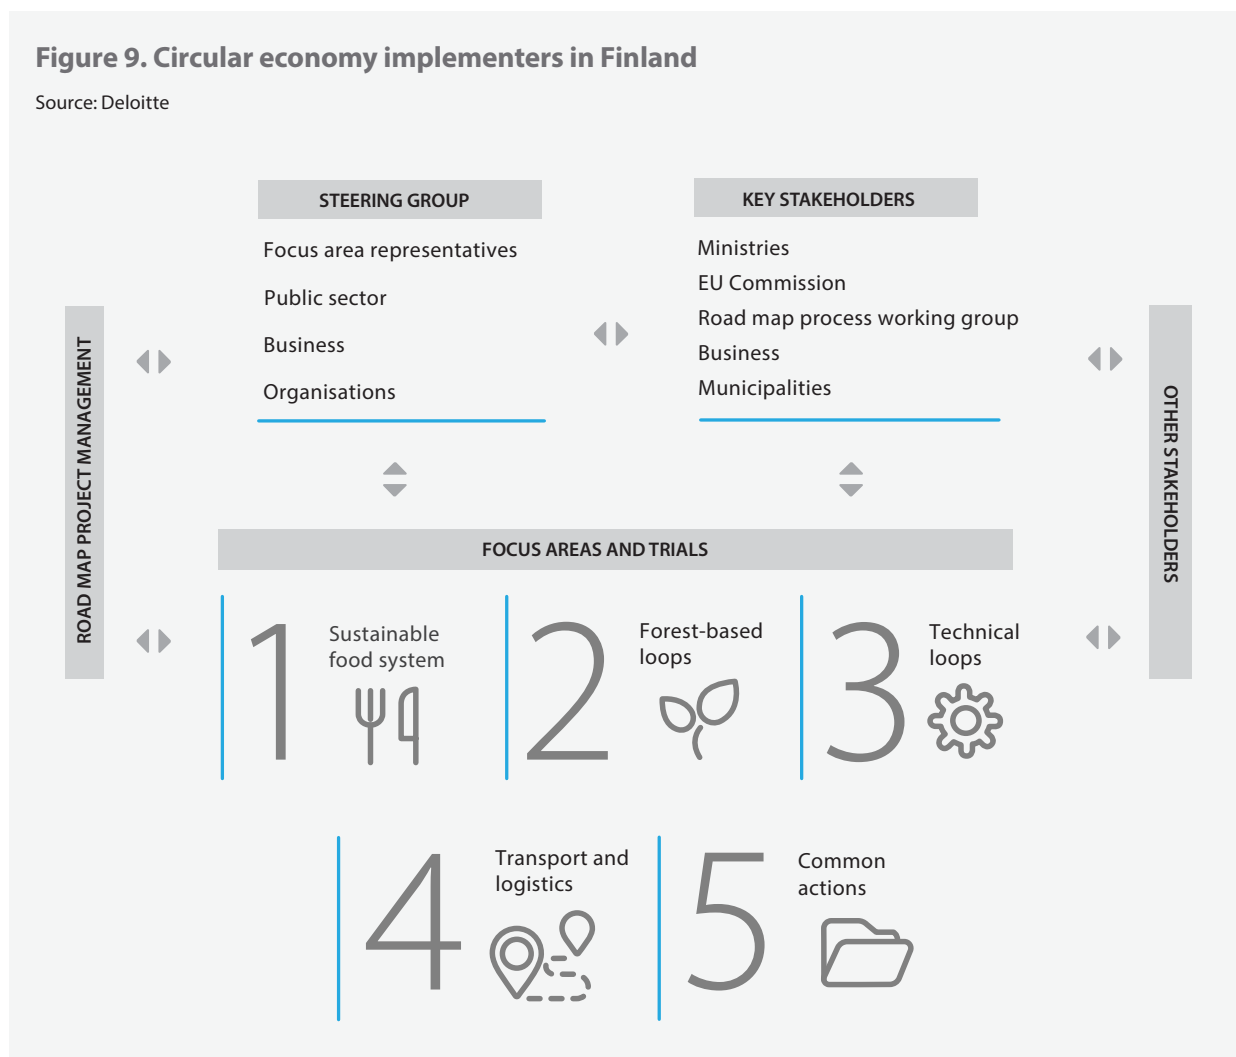 Figure 9. Circular economy implementers in Finland
Source: Deloitte
STEERING GROUP
Focus area representatives
Public sector
Business
Organisations
KEY STAKEHOLDERS
Ministries
EU Commission
Road map process working group
Business
Municipalities
ROAD MAP PROJECT MANAGEMENT
OTHER STAKEHOLDERS
FOCUS AREAS AND TRIALS
1
Sustainable
food system
2
Forest-based
loops
3
Technical
loops
4
Transport and
logistics
5
Common
actions